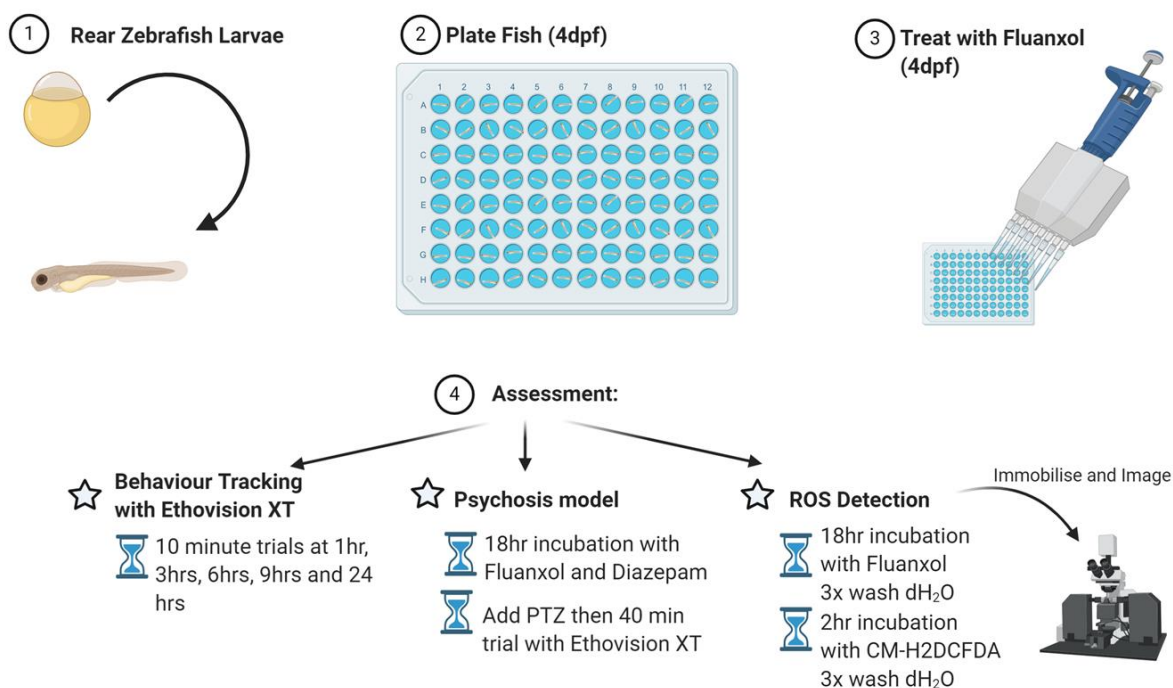 1
Rear Zebrafish Larvae
2
Plate Fish (4dpf)
1 2 3 4 5 6 7 8 9 10 11 12
A
B
C
D
E
F
G
H
3
Treat with Fluanxol
(4dpf)
4
Assessment:
Behaviour Tracking
with Ethovision XT
10 minute trials at 1hr,
3hrs, 6hrs, 9hrs and 24
hrs
Psychosis model
18hr incubation with
Fluanxol and Diazepam
Add PTZ then 40 min
trial with Ethovision XT
ROS Detection
18hr incubation
with Fluanxol
3x wash dH₂O
2hr incubation
with CM-H2DCFDA
3x wash dH₂O
Immobilise and Image